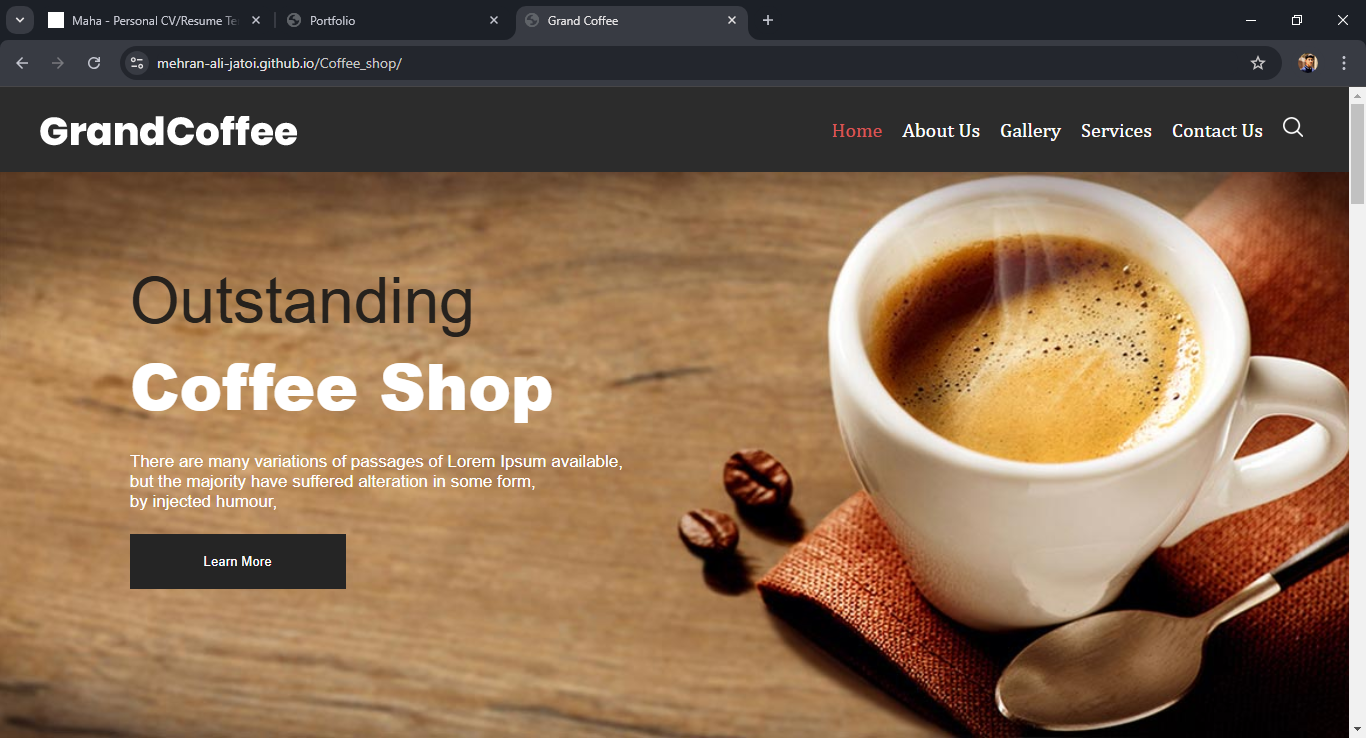 Maha - Personal CV/Resume Te
Portfolio
Grand Coffee
mehran-ali-jatoi.github.io/Coffee_shop/
GrandCoffee
Home About Us Gallery Services Contact Us
Outstanding
Coffee Shop
There are many variations of passages of Lorem Ipsum available,
but the majority have suffered alteration in some form,
by injected humour,
Learn More